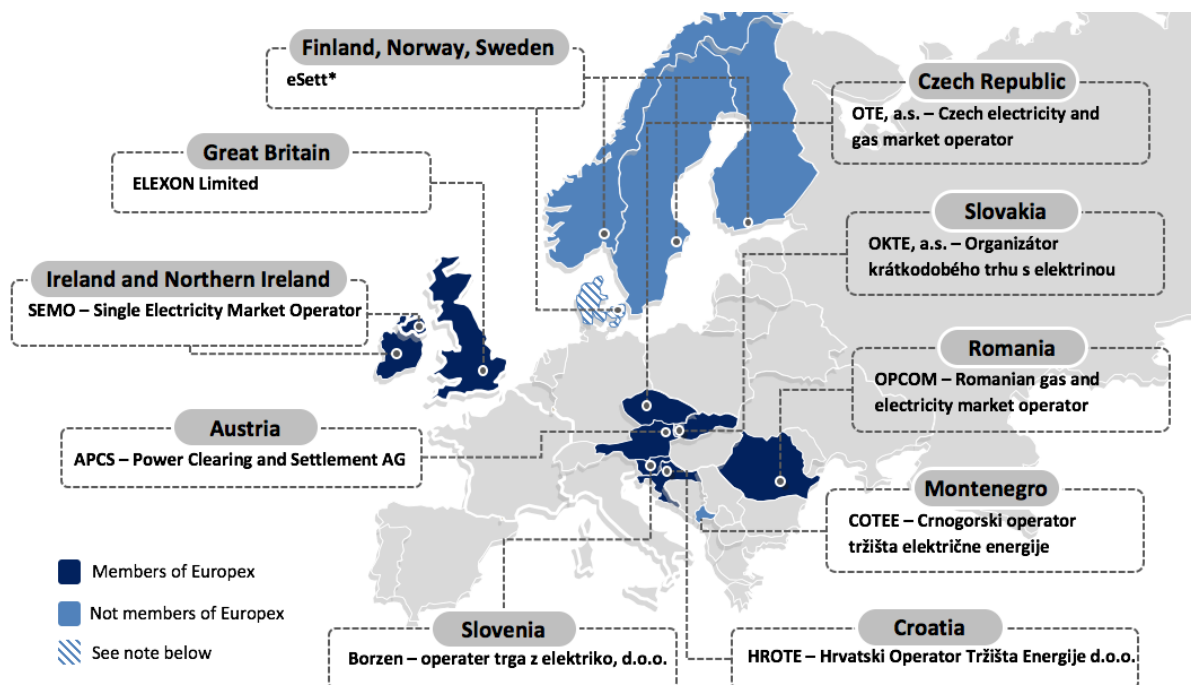 Finland, Norway, Sweden
eSett*
Great Britain
ELEXON Limited
Ireland and Northern Ireland
SEMO – Single Electricity Market Operator
Austria
APCS – Power Clearing and Settlement AG
Czech Republic
OTE, a.s. – Czech electricity and
gas market operator
Slovakia
OKTE, a.s. – Organizátor
krátkodobého trhu s elektrinou
Romania
OPCOM – Romanian gas and
electricity market operator
Montenegro
COTEE – Crnogorski operator
tržišta električne energije
Members of Europex
Not members of Europex
See note below
Slovenia
Borzen – operater trga z elektriko, d.o.o.
Croatia
HROTE – Hrvatski Operator Tržišta Energije d.o.o.